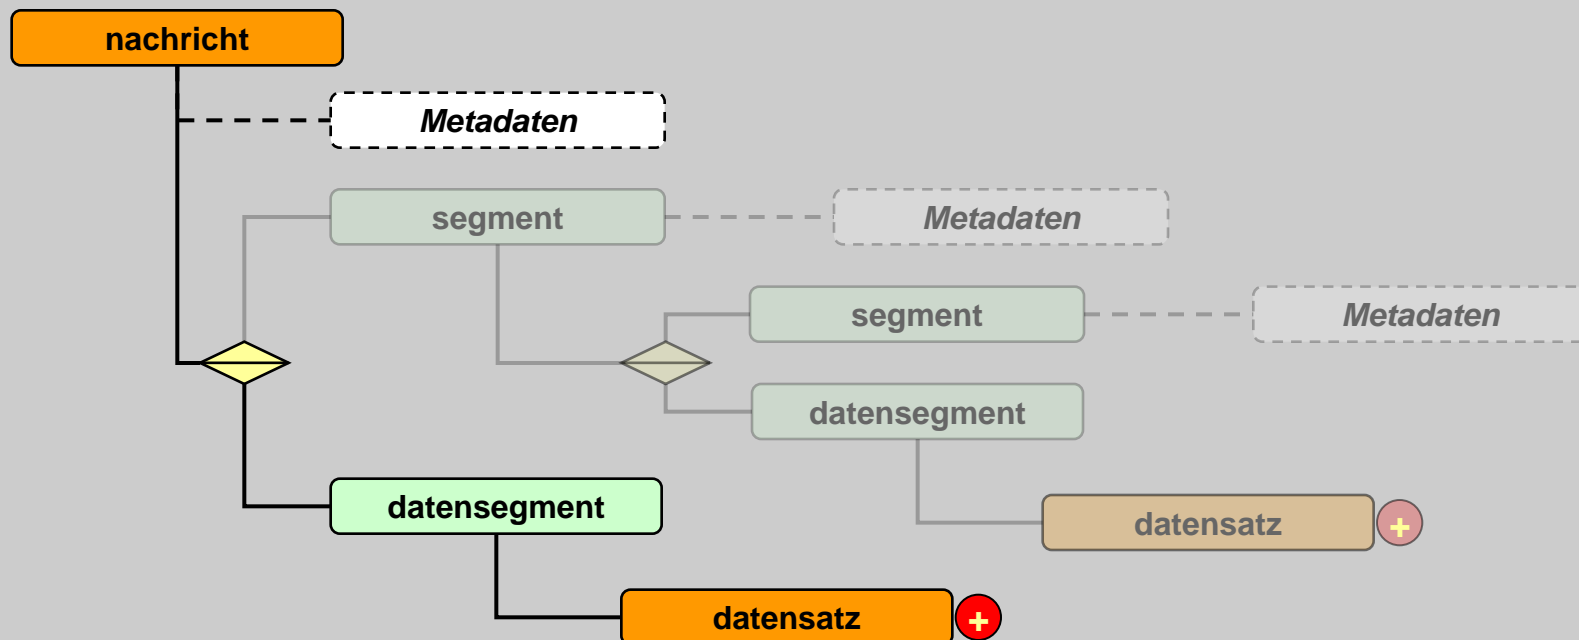 nachricht
Metadaten
segment
Metadaten
segment
Metadaten
datensegment
datensegment
datensatz
+
datensatz
+